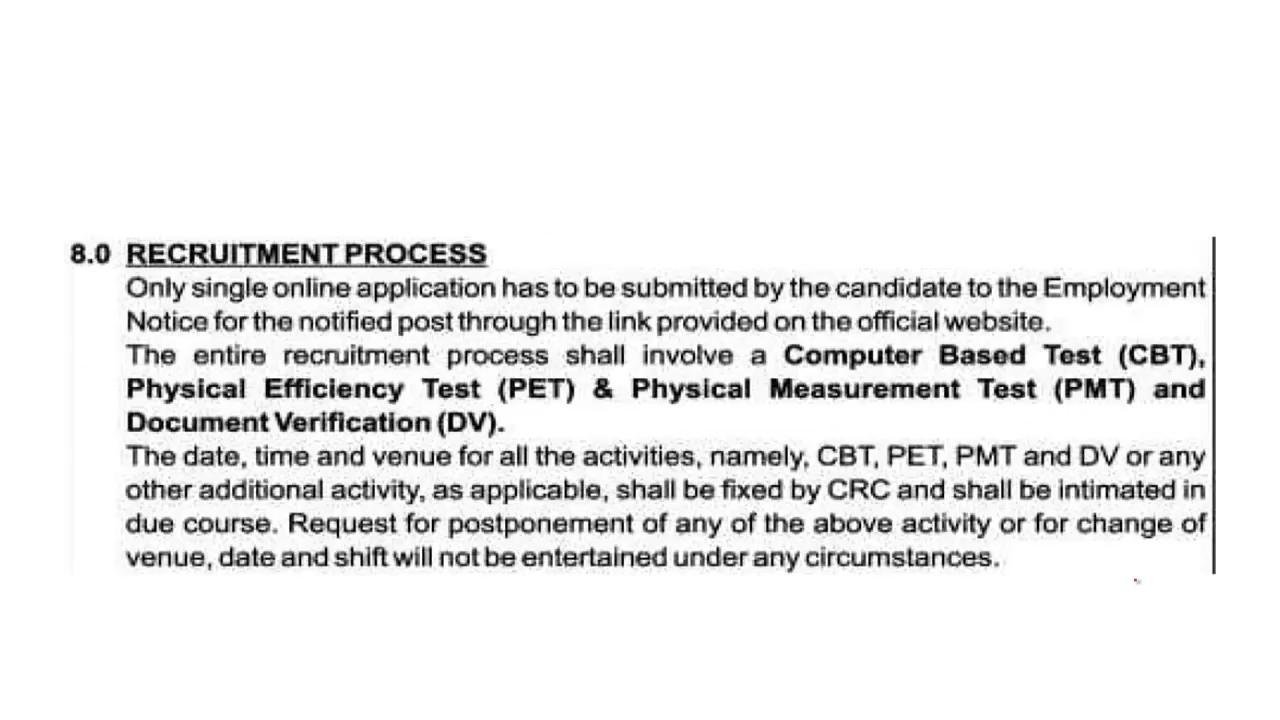 8.0 RECRUITMENT PROCESS
Only single online application has to be submitted by the candidate to the Employment
Notice for the notified post through the link provided on the official website.
The entire recruitment process shall involve a Computer Based Test (CBT),
Physical Efficiency Test (PET) & Physical Measurement Test (PMT) and
Document Verification (DV).
The date, time and venue for all the activities, namely, CBT, PET, PMT and DV or any
other additional activity, as applicable, shall be fixed by CRC and shall be intimated in
due course. Request for postponement of any of the above activity or for change of
venue, date and shift will not be entertained under any circumstances.